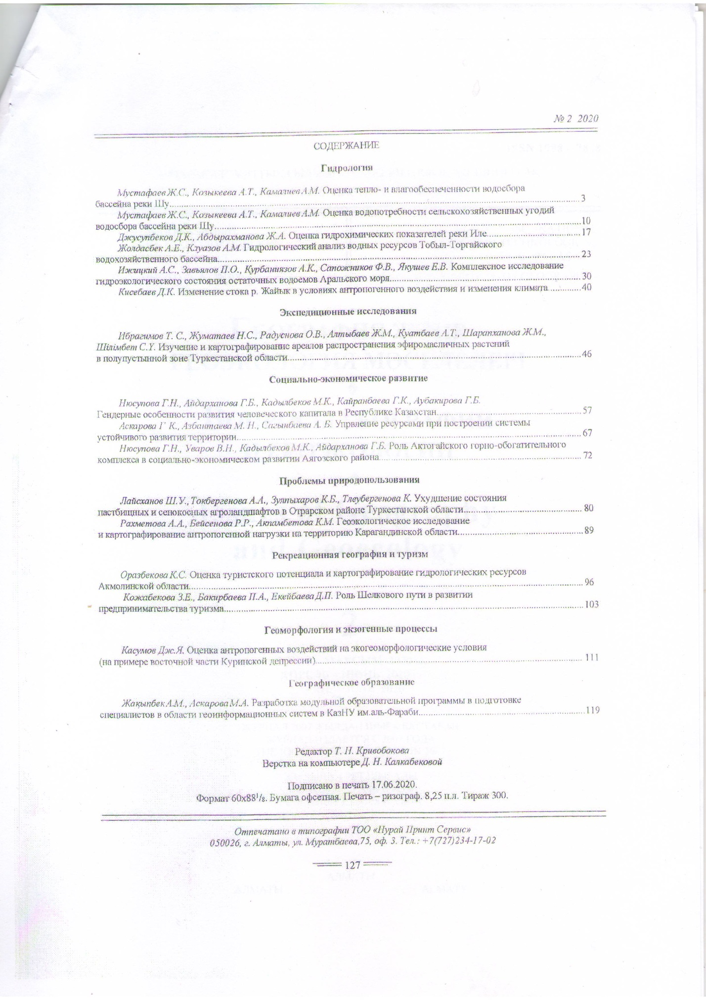 № 2 2020
СОДЕРЖАНИЕ
Гидрология
Мустафаев Ж.С., Козыкеева А.Т., Камалиев А.М. Оценка тепло- и влагообеспеченности водосбора
бассейна реки Шу 3
Мустафаев Ж.С., Козыкеева А.Т., Камалиев А.М. Оценка водопотребности сельскохозяйственных угодий
водосбора бассейна реки Шу 10
Джусупбеков Д.К., Абдырахманова Ж.А. Оценка гидрохимических показателей реки Иле 17
Жолдасбек А.Е., Клуазов А.М. Гидрологический анализ водных ресурсов Тобыл-Торгайского
водохозяйственного бассейна 23
Ижицкий А.С., Завьялов П.О., Курбаниязов А.К., Сапожников Ф.В., Якушев Е.В. Комплексное исследование
гидроэкологического состояния остаточных водоемов Аральского моря 30
Кисебаев Д.К. Изменение стока р. Жайык в условиях антропогенного воздействия и изменения климата 40
Экспедиционные исследования
Ибрагимов Т. С., Жуматаев Н.С., Радуснова О.В., Алтыбаев Ж.М., Куатбаев А.Т., Шарапханова Ж.М.,
Шілімбет С.Ү. Изучение и картографирование ареалов распространения эфиромасличных растений
в полупустынной зоне Туркестанской области 46
Социально-экономическое развитие
Нюсупова Г.Н., Айдарханова Г.Б., Кадылбеков М.К., Кайранбаева Г.К., Аубакирова Г.Б.
Гендерные особенности развития человеческого капитала в Республике Казахстан 57
Аскарова Г К., Азбантаева М. Н., Сагынбаева А. Б. Упрвление ресурсами при построении системы
устойчивого развития территории 67
Нюсупова Г.Н., Уваров В.Н., Кадылбеков М.К., Айдарханова Г.Б. Роль Актогайского горно-обогатительного
комплекса в социально-экономическом развитии Аягозского района 72
Проблемы природопользования
Лайсханов Ш.У., Токбергенова А.А., Зулпыхаров К.Б., Тлеубергенова К. Ухудшение состояния
пастбищных и сенокосных агроландшафтов в Отрарском районе Туркестанской области 80
Рахметова А.А., Бейсенова Р.Р., Акпамбетова К.М. Геоэкологическое исследование
и картографирование антропогенной нагрузки на территорию Карагандинской области 89
Рекреационная география и туризм
Оразбекова К.С. Оценка туристского потенциала и картографирование гидрологических ресурсов
Акмолинской области 96
Кожабекова З.Е., Бакирбаева П.А., Екейбаева Д.П. Роль Шелкового пути в развитии
предпринимательства туризма 103
Геоморфология и экзогенные процессы
Касумов Дж.Я. Оценка антропогенных воздействий на экогеоморфологические условия
(на примере восточной части Куринской депрессии) 111
Географическое образование
Жақыпбек А.М., Аскарова М.А. Разработка модульной образовательной программы в подготовке
специалистов в области геоинформационных систем в КазНУ им.аль-Фараби 119
Редактор Т. Н. Кривобокова
Верстка на компьютере Д. Н. Калкабековой
Подписано в печать 17.06.2020.
Формат 60х88¹/₈. Бумага офсетная. Печать – ризограф. 8,25 п.л. Тираж 300.
Отпечатано в типографии ТОО «Нурай Принт Сервис»
050026, г. Алматы, ул. Муратбаева,75, оф. 3. Тел.: +7(727)234-17-02
127